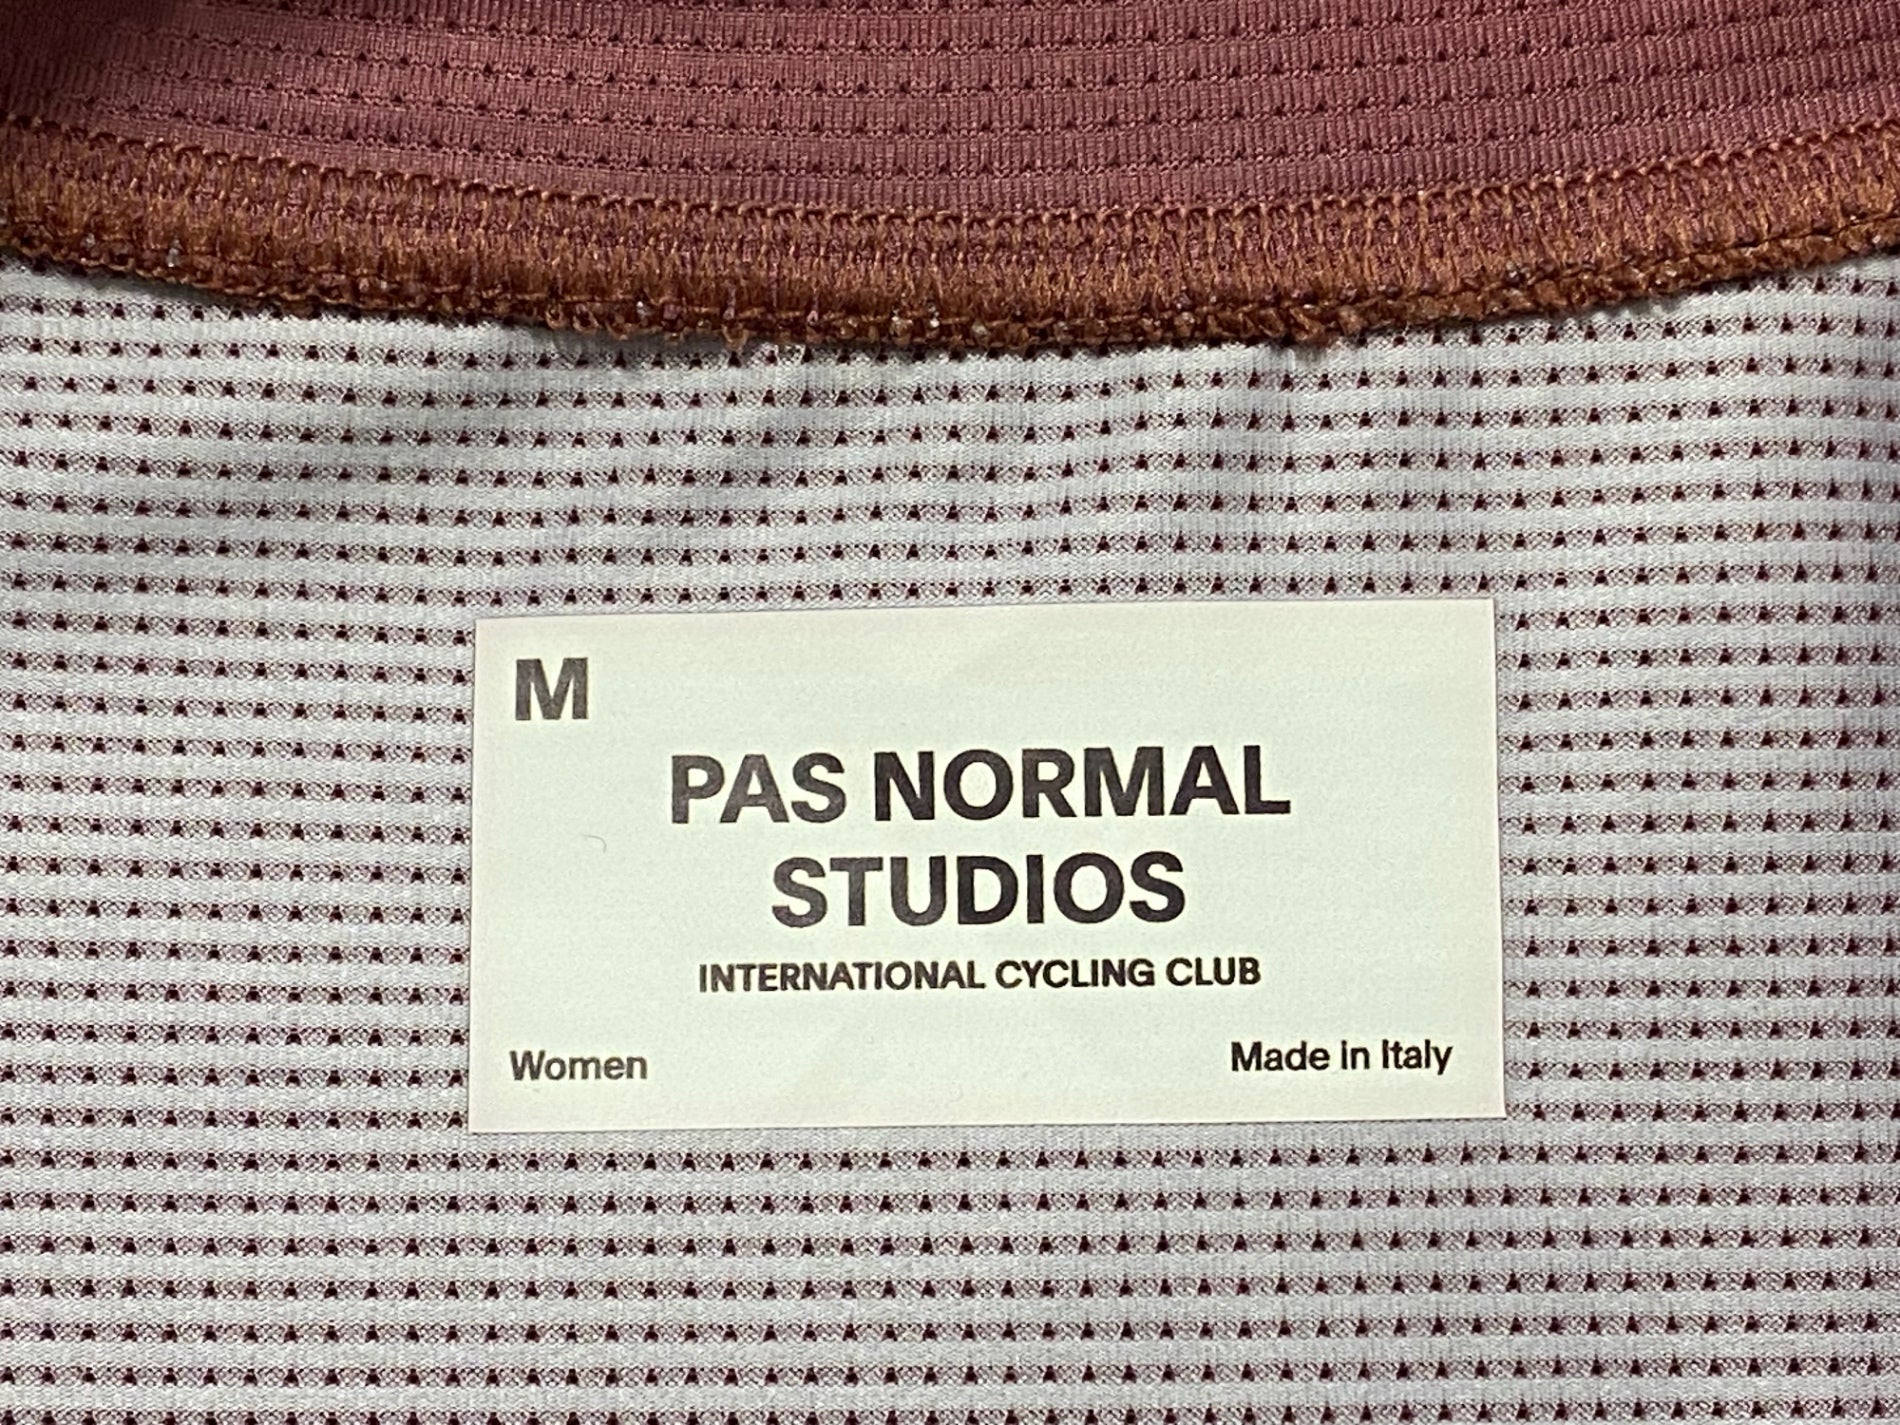 M
PAS NORMAL
STUDIOS
INTERNATIONAL CYCLING CLUB
Women
Made in Italy